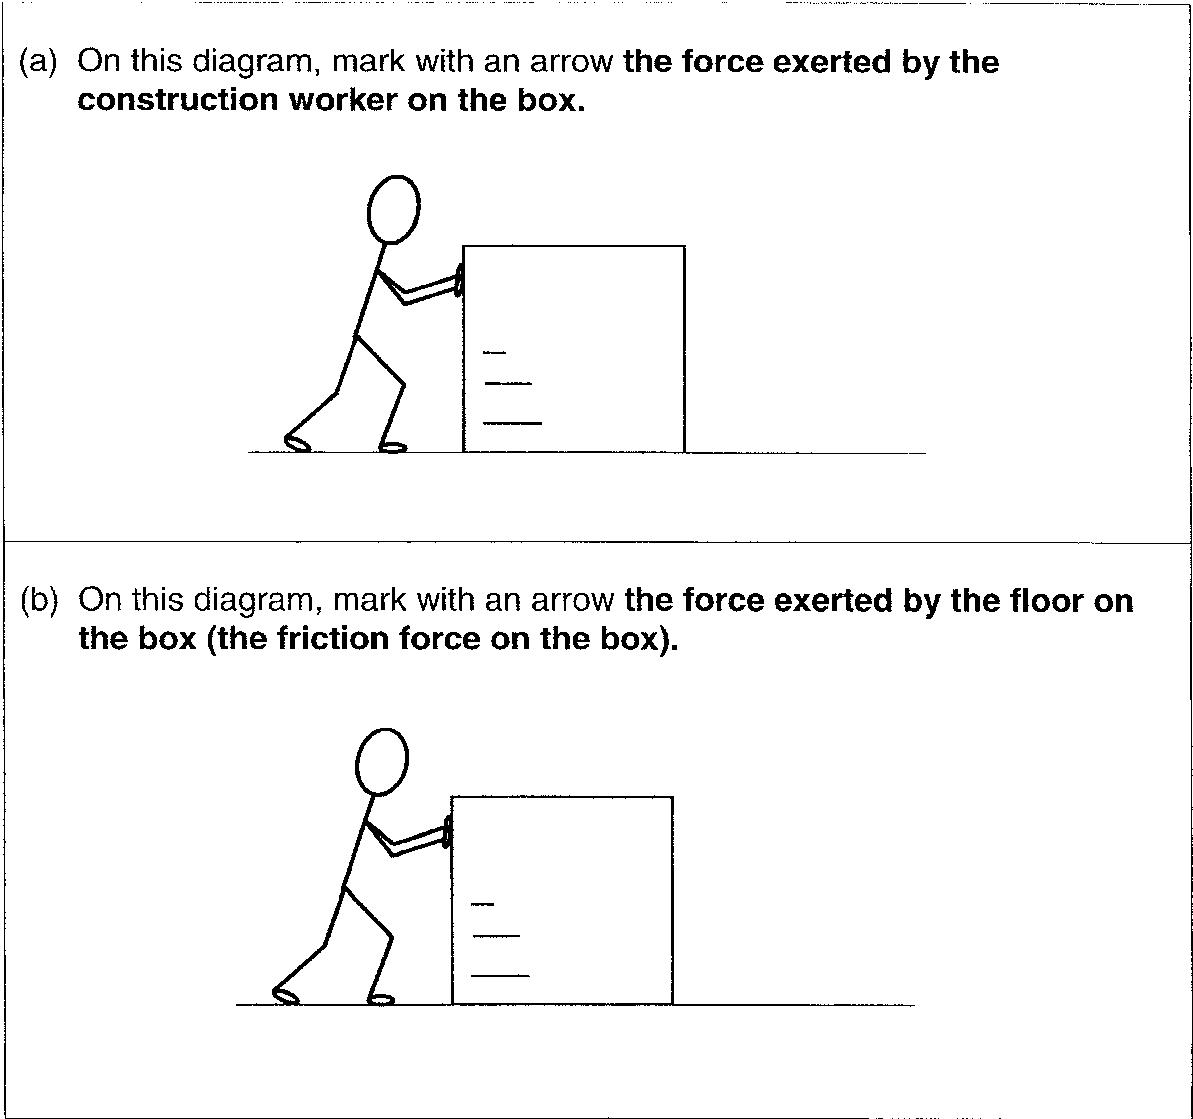 (a) On this diagram, mark with an arrow the force exerted by the
construction worker on the box.
(b) On this diagram, mark with an arrow the force exerted by the floor on
the box (the friction force on the box).